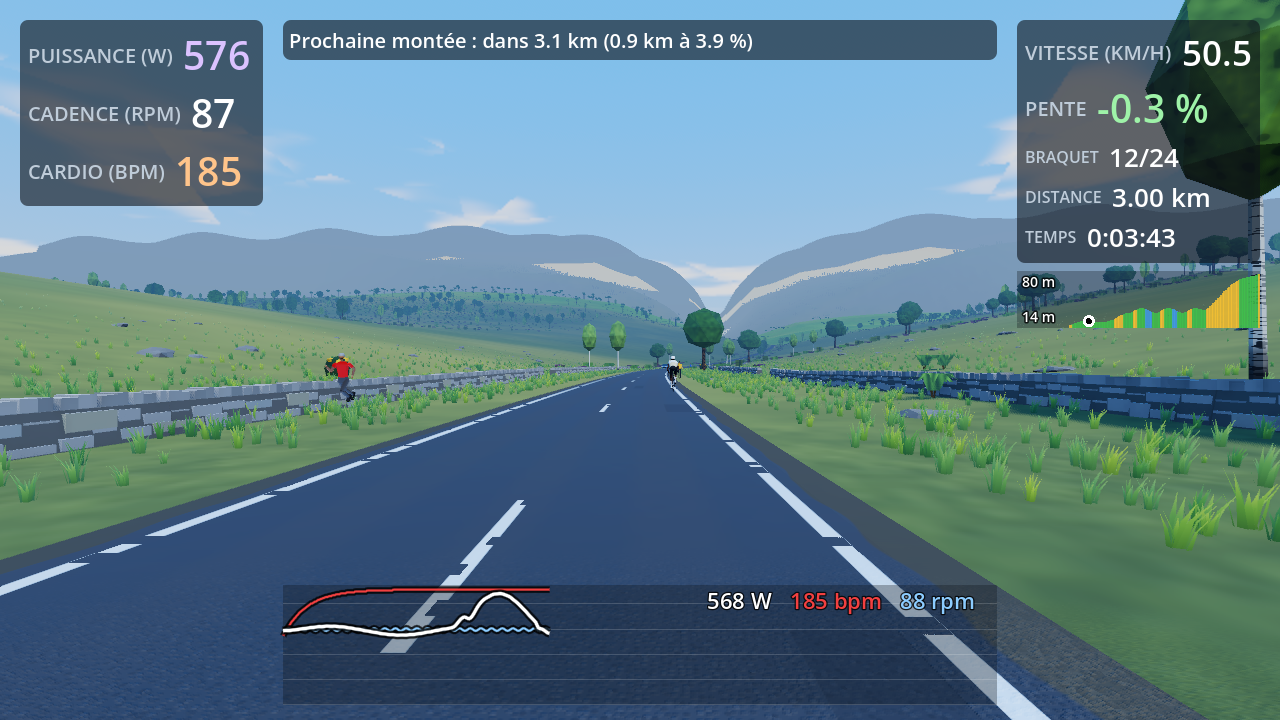 PUISSANCE (W) 576
CADENCE (RPM) 87
CARDIO (BPM) 185
Prochaine montée : dans 3.1 km (0.9 km à 3.9 %)
VITESSE (KM/H) 50.5
PENTE -0.3 %
BRAQUET 12/24
DISTANCE 3.00 km
TEMPS 0:03:43
80 m
14 m
568 W 185 bpm 88 rpm